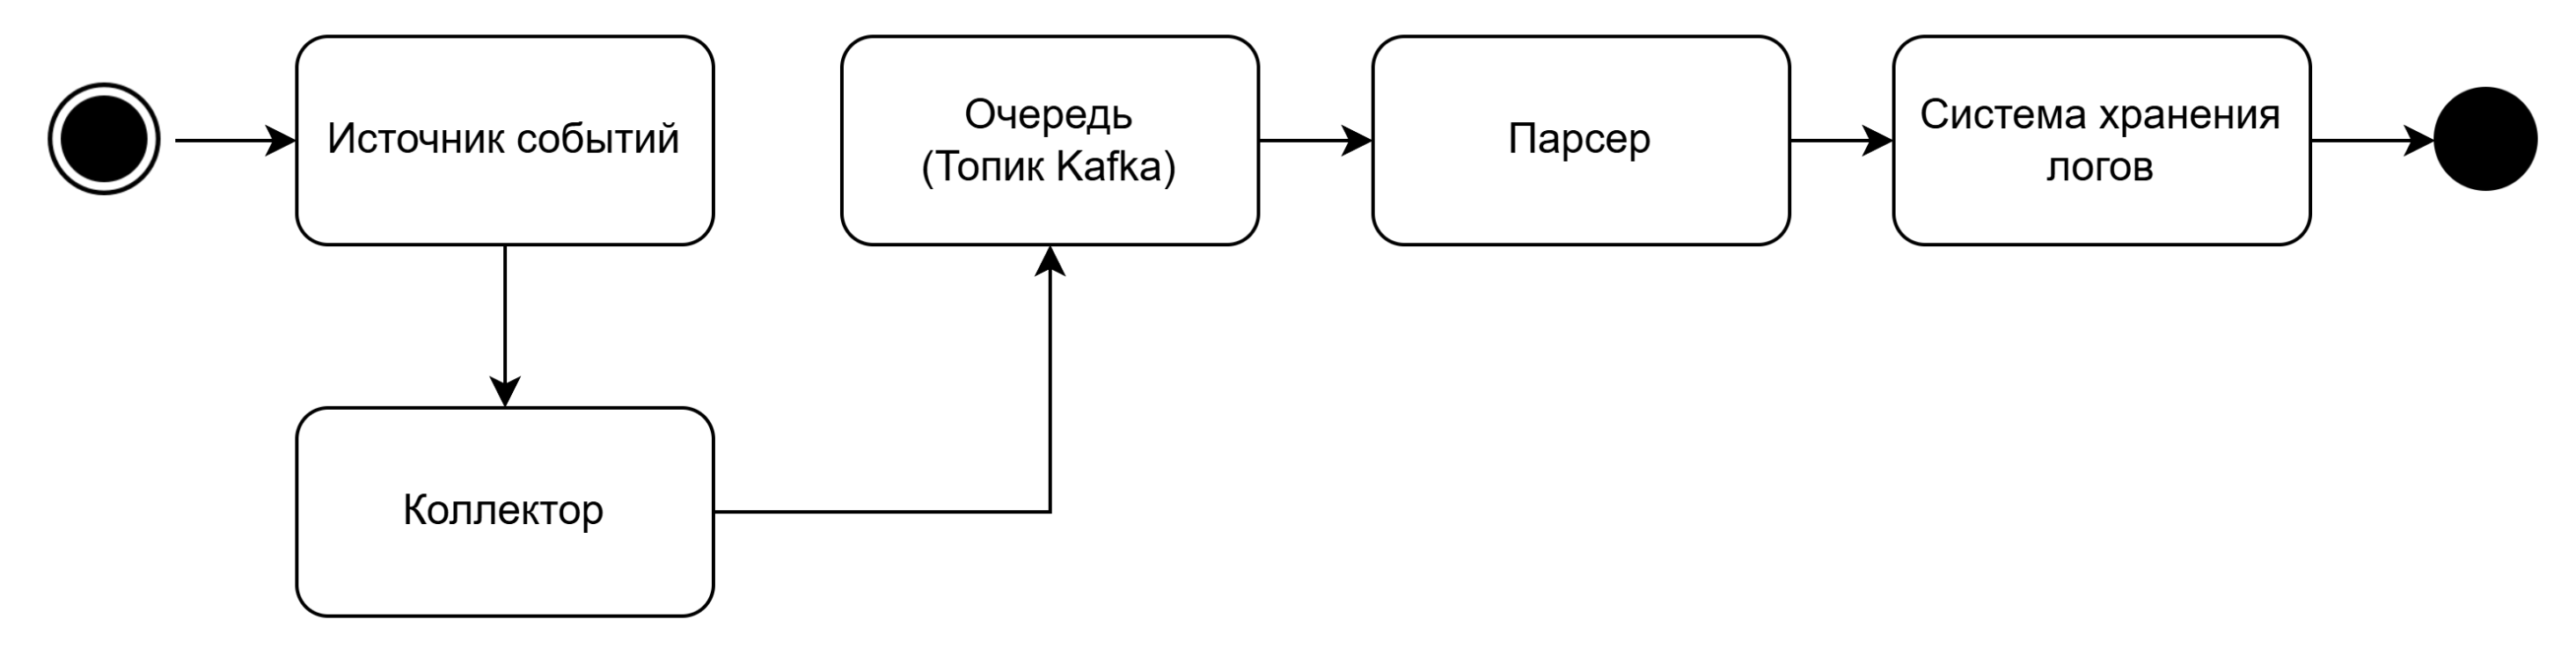 Источник событий
Коллектор
Очередь
(Топик Kafka)
Парсер
Система хранения
логов